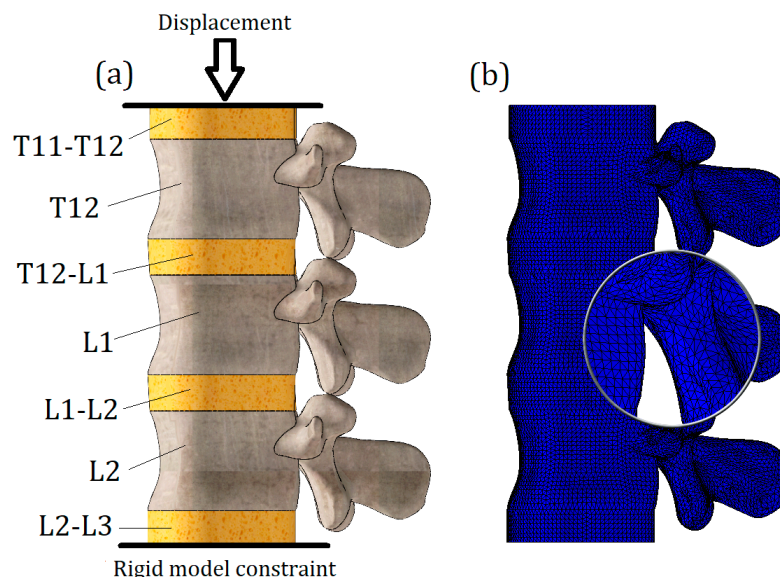 Displacement
(a)
(b)
T11-T12
T12
T12-L1
L1
L1-L2
L2
L2-L3
Rigid model constraint